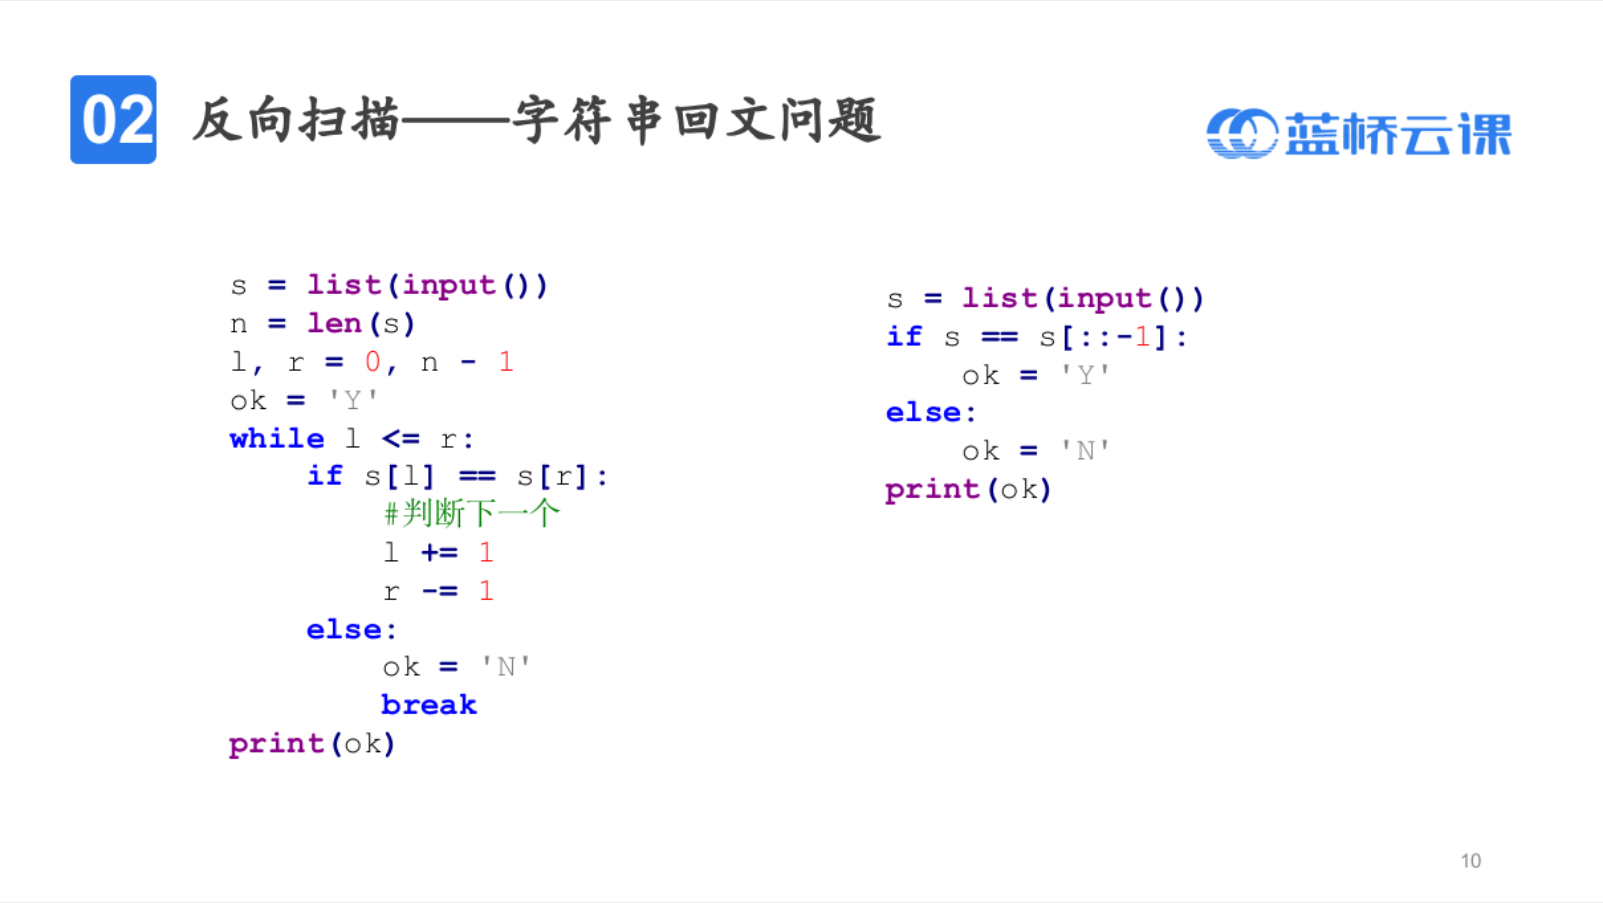 02 反向扫描——字符串回文问题
蓝桥云课
s = list(input())
n = len(s)
l, r = 0, n - 1
ok = 'Y'
while l <= r:
    if s[l] == s[r]:
        #判断下一个
        l += 1
        r -= 1
    else:
        ok = 'N'
        break
print(ok)
s = list(input())
if s == s[::-1]:
    ok = 'Y'
else:
    ok = 'N'
print(ok)
10